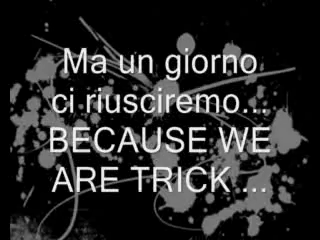 Ma un giorno
ci riusciremo...
BECAUSE WE
ARE TRICK ...